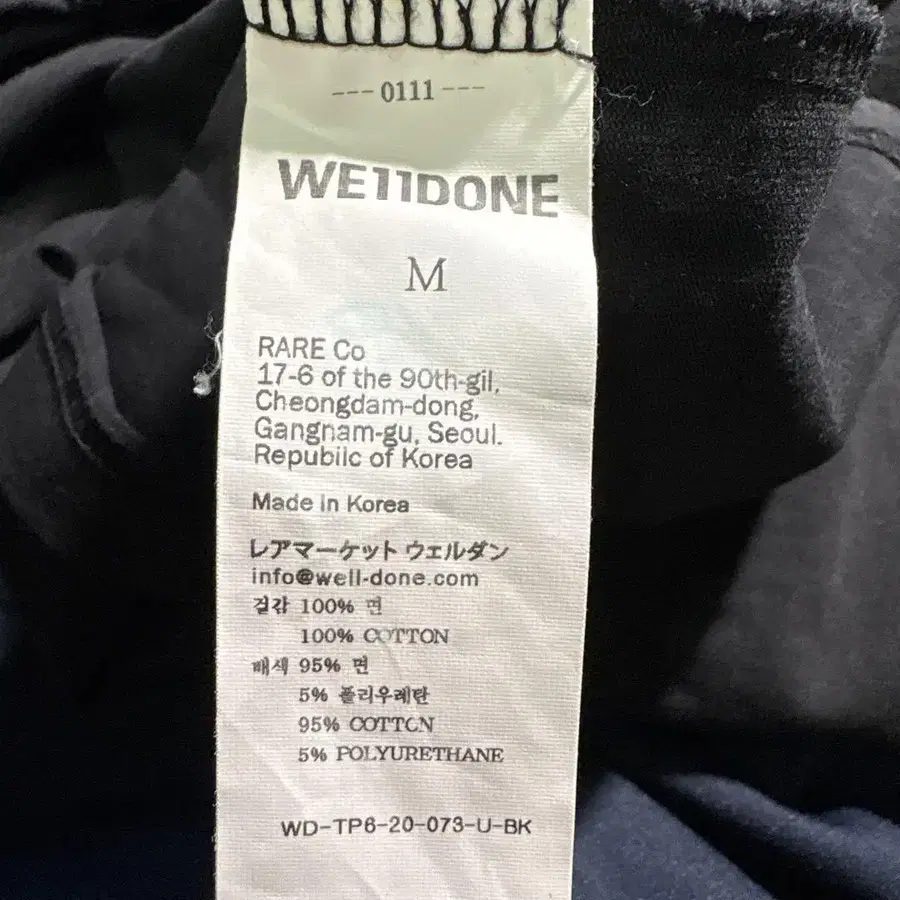 --- 0111 ---
WE11DONE
M
RARE Co
17-6 of the 90th-gil,
Cheongdam-dong,
Gangnam-gu, Seoul.
Repubilc of Korea
Made in Korea
レアマーケット ウェルダン
info@well-done.com
겉감 100% 면
100% COTTON
배색 95% 면
5% 폴리우레탄
95% COTTON
5% POLYURETHANE
WD-TP6-20-073-U-BK